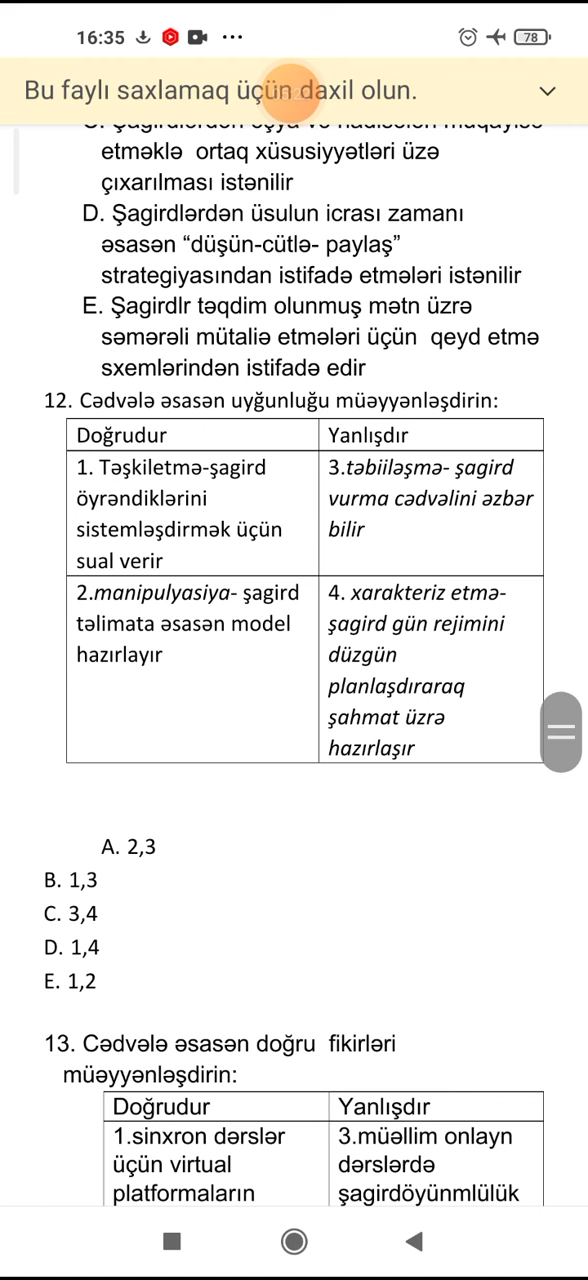 16:35
78
Bu faylı saxlamaq üçün daxil olun.
etməklə ortaq xüsusiyyətləri üzə
çıxarılması istənilir
D. Şagirdlərdən üsulun icrası zamanı
əsasən “düşün-cütlə- paylaş”
strategiyasından istifadə etmələri istənilir
E. Şagirdlr təqdim olunmuş mətn üzrə
səmərəli mütaliə etmələri üçün qeyd etmə
sxemlərindən istifadə edir
12. Cədvələ əsasən uyğunluğu müəyyənləşdirin:
Doğrudur
Yanlışdır
1. Təşkiletmə-şagird
öyrəndiklərini
sistemləşdirmək üçün
sual verir
3.təbiiləşmə- şagird
vurma cədvəlini əzbər
bilir
2.manipulyasiya- şagird
təlimata əsasən model
hazırlayır
4. xarakteriz etmə-
şagird gün rejimini
düzgün
planlaşdıraraq
şahmat üzrə
hazırlaşır
A. 2,3
B. 1,3
C. 3,4
D. 1,4
E. 1,2
13. Cədvələ əsasən doğru fikirləri
müəyyənləşdirin:
Doğrudur
Yanlışdır
1.sinxron dərslər
üçün virtual
platformaların
3.müəllim onlayn
dərslərdə
şagirdöyünmlülük